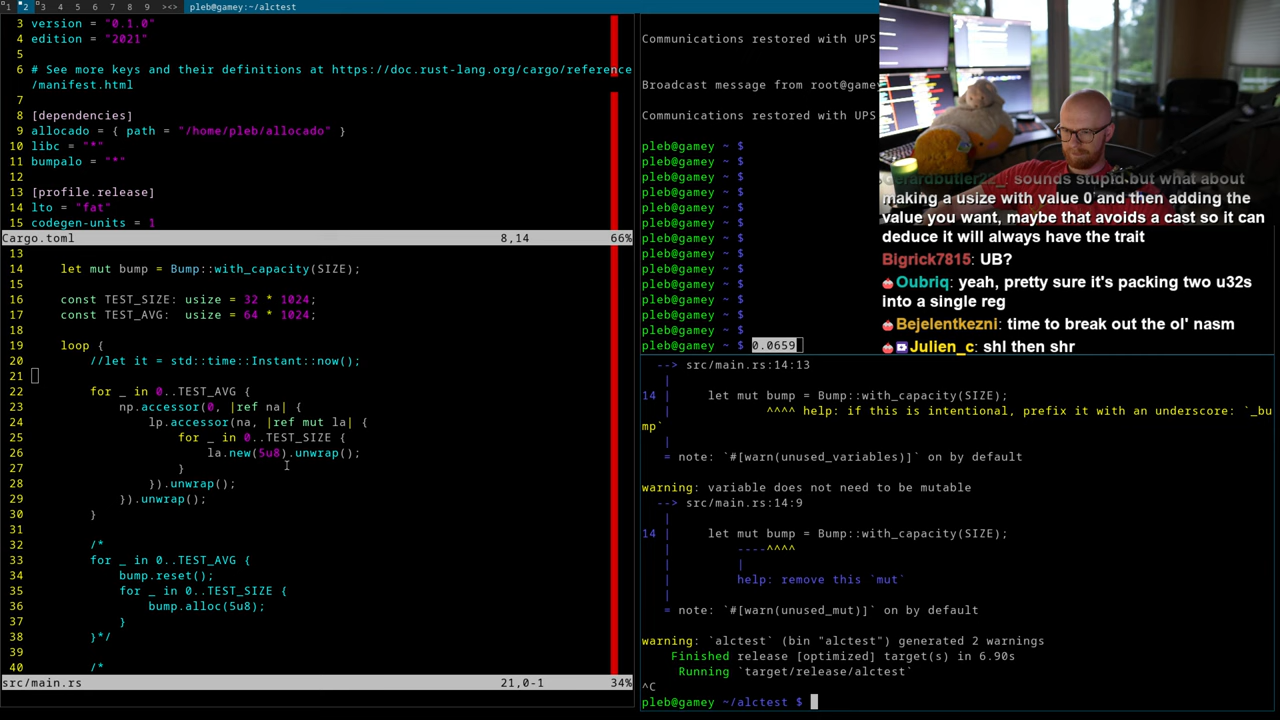 1 2 3 4 5 6 7 8 9 ><> pleb@gamey:~/alctest
3 version = "0.1.0"
4 edition = "2021"
5
6 # See more keys and their definitions at https://doc.rust-lang.org/cargo/reference
/manifest.html
7
8 [dependencies]
9 allocado = { path = "/home/pleb/allocado" }
10 libc = "*"
11 bumpalo = "*"
12
13 [profile.release]
14 lto = "fat"
15 codegen-units = 1
Cargo.toml 8,14 66%
13
14 let mut bump = Bump::with_capacity(SIZE);
15
16 const TEST_SIZE: usize = 32 * 1024;
17 const TEST_AVG:  usize = 64 * 1024;
18
19 loop {
20 //let it = std::time::Instant::now();
21
22 for _ in 0..TEST_AVG {
23 np.accessor(0, |ref na| {
24 lp.accessor(na, |ref mut la| {
25 for _ in 0..TEST_SIZE {
26 la.new(5u8).unwrap();
27 }
28 }).unwrap();
29 }).unwrap();
30 }
31
32 /*
33 for _ in 0..TEST_AVG {
34 bump.reset();
35 for _ in 0..TEST_SIZE {
36 bump.alloc(5u8);
37 }
38 }*/
39
40 /*
src/main.rs 21,0-1 34%
Communications restored with UPS
Broadcast message from root@game
Communications restored with UPS
pleb@gamey ~ $
pleb@gamey ~ $
pleb@gamey ~ $
pleb@gamey ~ $
pleb@gamey ~ $
pleb@gamey ~ $
pleb@gamey ~ $
pleb@gamey ~ $
pleb@gamey ~ $
pleb@gamey ~ $
pleb@gamey ~ $
pleb@gamey ~ $
pleb@gamey ~ $
pleb@gamey ~ $ 0.0659
sounds stupid but what about
making a usize with value 0 and then adding the
value you want, maybe that avoids a cast so it can
deduce it will always have the trait
Bigrick7815: UB?
Oubriq: yeah, pretty sure it's packing two u32s
into a single reg
Bejelentkezni: time to break out the ol' nasm
Julien_c: shl then shr
--> src/main.rs:14:13
|
14 | let mut bump = Bump::with_capacity(SIZE);
| ^^^^ help: if this is intentional, prefix it with an underscore: `_bu
mp`
|
= note: `#[warn(unused_variables)]` on by default
warning: variable does not need to be mutable
--> src/main.rs:14:9
|
14 | let mut bump = Bump::with_capacity(SIZE);
| ----^^^^
| |
| help: remove this `mut`
|
= note: `#[warn(unused_mut)]` on by default
warning: `alctest` (bin "alctest") generated 2 warnings
Finished release [optimized] target(s) in 6.90s
Running `target/release/alctest`
^C
pleb@gamey ~/alctest $